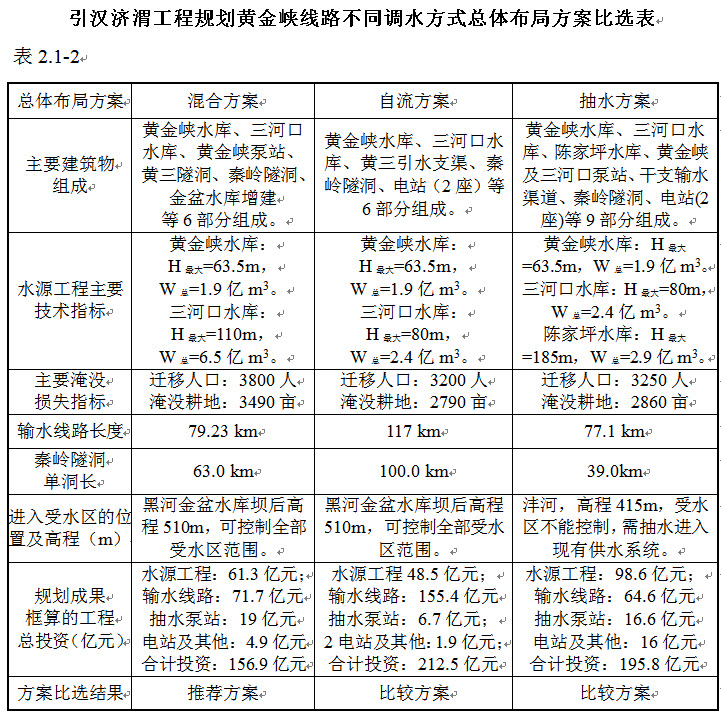 引汉济渭工程规划黄金峡线路不同调水方式总体布局方案比选表
表 2.1-2
总体布局方案 混合方案 自流方案 抽水方案
主要建筑物
组成
黄金峡水库、三河口
水库、黄金峡泵站、
黄三隧洞、秦岭隧洞、
金盆水库增建
等 6 部分组成。
黄金峡水库、三河口水
库、黄三引水支渠、秦
岭隧洞、电站（2 座）等
6 部分组成。
黄金峡水库、三河口水
库、陈家坪水库、黄金峡
及三河口泵站、干支输水
渠道、秦岭隧洞、电站(2
座)等 9 部分组成。
水源工程主要
技术指标
黄金峡水库：
H 最大=63.5m，
W 总=1.9 亿 m³。
三河口水库：
H 最大=110m，
W 总=6.5 亿 m³。
黄金峡水库：
H 最大=63.5m，
W 总=1.9 亿 m³。
三河口水库：
H 最大=80m，
W 总=2.4 亿 m³。
黄金峡水库：H 最大
=63.5m，W 总=1.9 亿 m³。
三河口水库：H 最大=80m，
W 总=2.4 亿 m³。
陈家坪水库：H 最大
=185m，W 总=2.9 亿 m³。
主要淹没
损失指标
迁移人口：3800 人
淹没耕地：3490 亩
迁移人口：3200 人
淹没耕地：2790 亩
迁移人口：3250 人
淹没耕地：2860 亩
输水线路长度 79.23 km 117 km 77.1 km
秦岭隧洞
单洞长
63.0 km 100.0 km 39.0km
进入受水区的位
置及高程（m）
黑河金盆水库坝后高
程 510m，可控制全部
受水区范围。
黑河金盆水库坝后高程
510m，可控制全部受水
区范围。
沣河，高程 415m，受水
区不能控制，需抽水进入
现有供水系统。
规划成果
框算的工程
总投资（亿元）
水源工程：61.3 亿元；
输水线路：71.7 亿元
抽水泵站：19 亿元
电站及其他：4.9 亿元
合计投资：156.9 亿元
水源工程 48.5 亿元；
输水线路：155.4 亿元
抽水泵站：6.7 亿元；
2 电站及其他：1.9 亿元；
合计投资：212.5 亿元
水源工程：98.6 亿元；
输水线路：64.6 亿元
抽水泵站：16.6 亿元
电站及其他：16 亿元
合计投资：195.8 亿元
方案比选结果 推荐方案 比较方案 比较方案